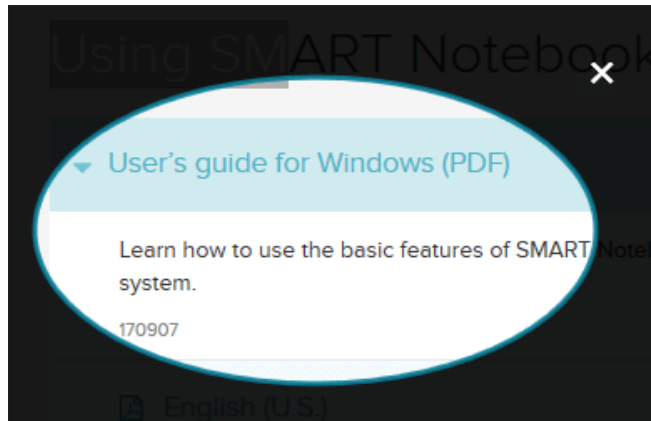 Using SMART Notebook
User's guide for Windows (PDF)
Learn how to use the basic features of SMART Note
system.
170907
English (U.S.)